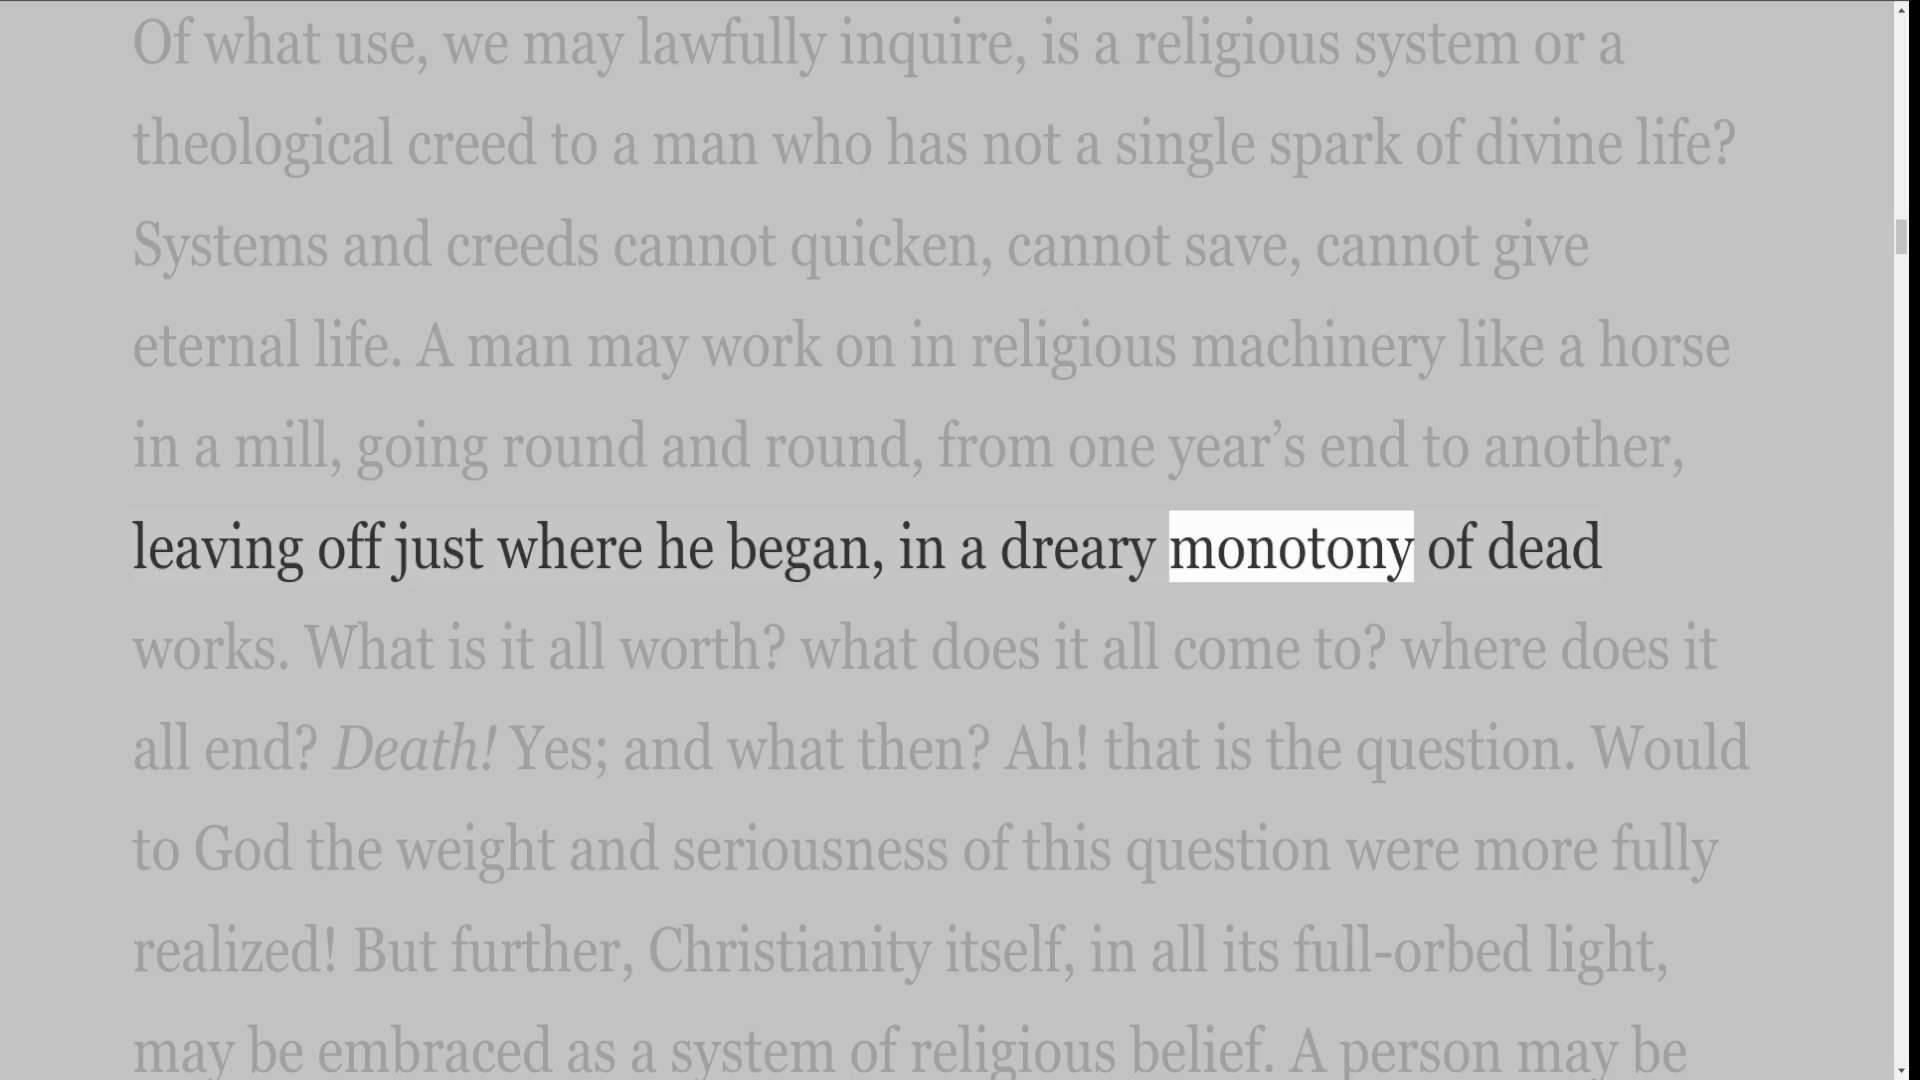 Of what use, we may lawfully inquire, is a religious system or a
theological creed to a man who has not a single spark of divine life?
Systems and creeds cannot quicken, cannot save, cannot give
eternal life. A man may work on in religious machinery like a horse
in a mill, going round and round, from one year’s end to another,
leaving off just where he began, in a dreary monotony of dead
works. What is it all worth? what does it all come to? where does it
all end? Death! Yes; and what then? Ah! that is the question. Would
to God the weight and seriousness of this question were more fully
realized! But further, Christianity itself, in all its full-orbed light,
may be embraced as a system of religious belief. A person may be